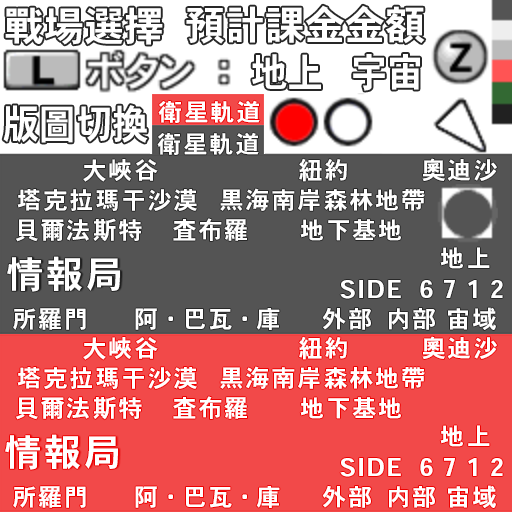 戰場選擇 預計課金金額
L ボタン : 地上 宇宙 Z
版圖切換 衛星軌道
衛星軌道
大峽谷 紐約 奧迪沙
塔克拉瑪干沙漠 黒海南岸森林地帶
貝爾法斯特 査布羅 地下基地
情報局 地上
SIDE 6 7 1 2
所羅門 阿・巴瓦・庫 外部 内部 宙域
大峽谷 紐約 奧迪沙
塔克拉瑪干沙漠 黒海南岸森林地帶
貝爾法斯特 査布羅 地下基地
情報局 地上
SIDE 6 7 1 2
所羅門 阿・巴瓦・庫 外部 内部 宙域